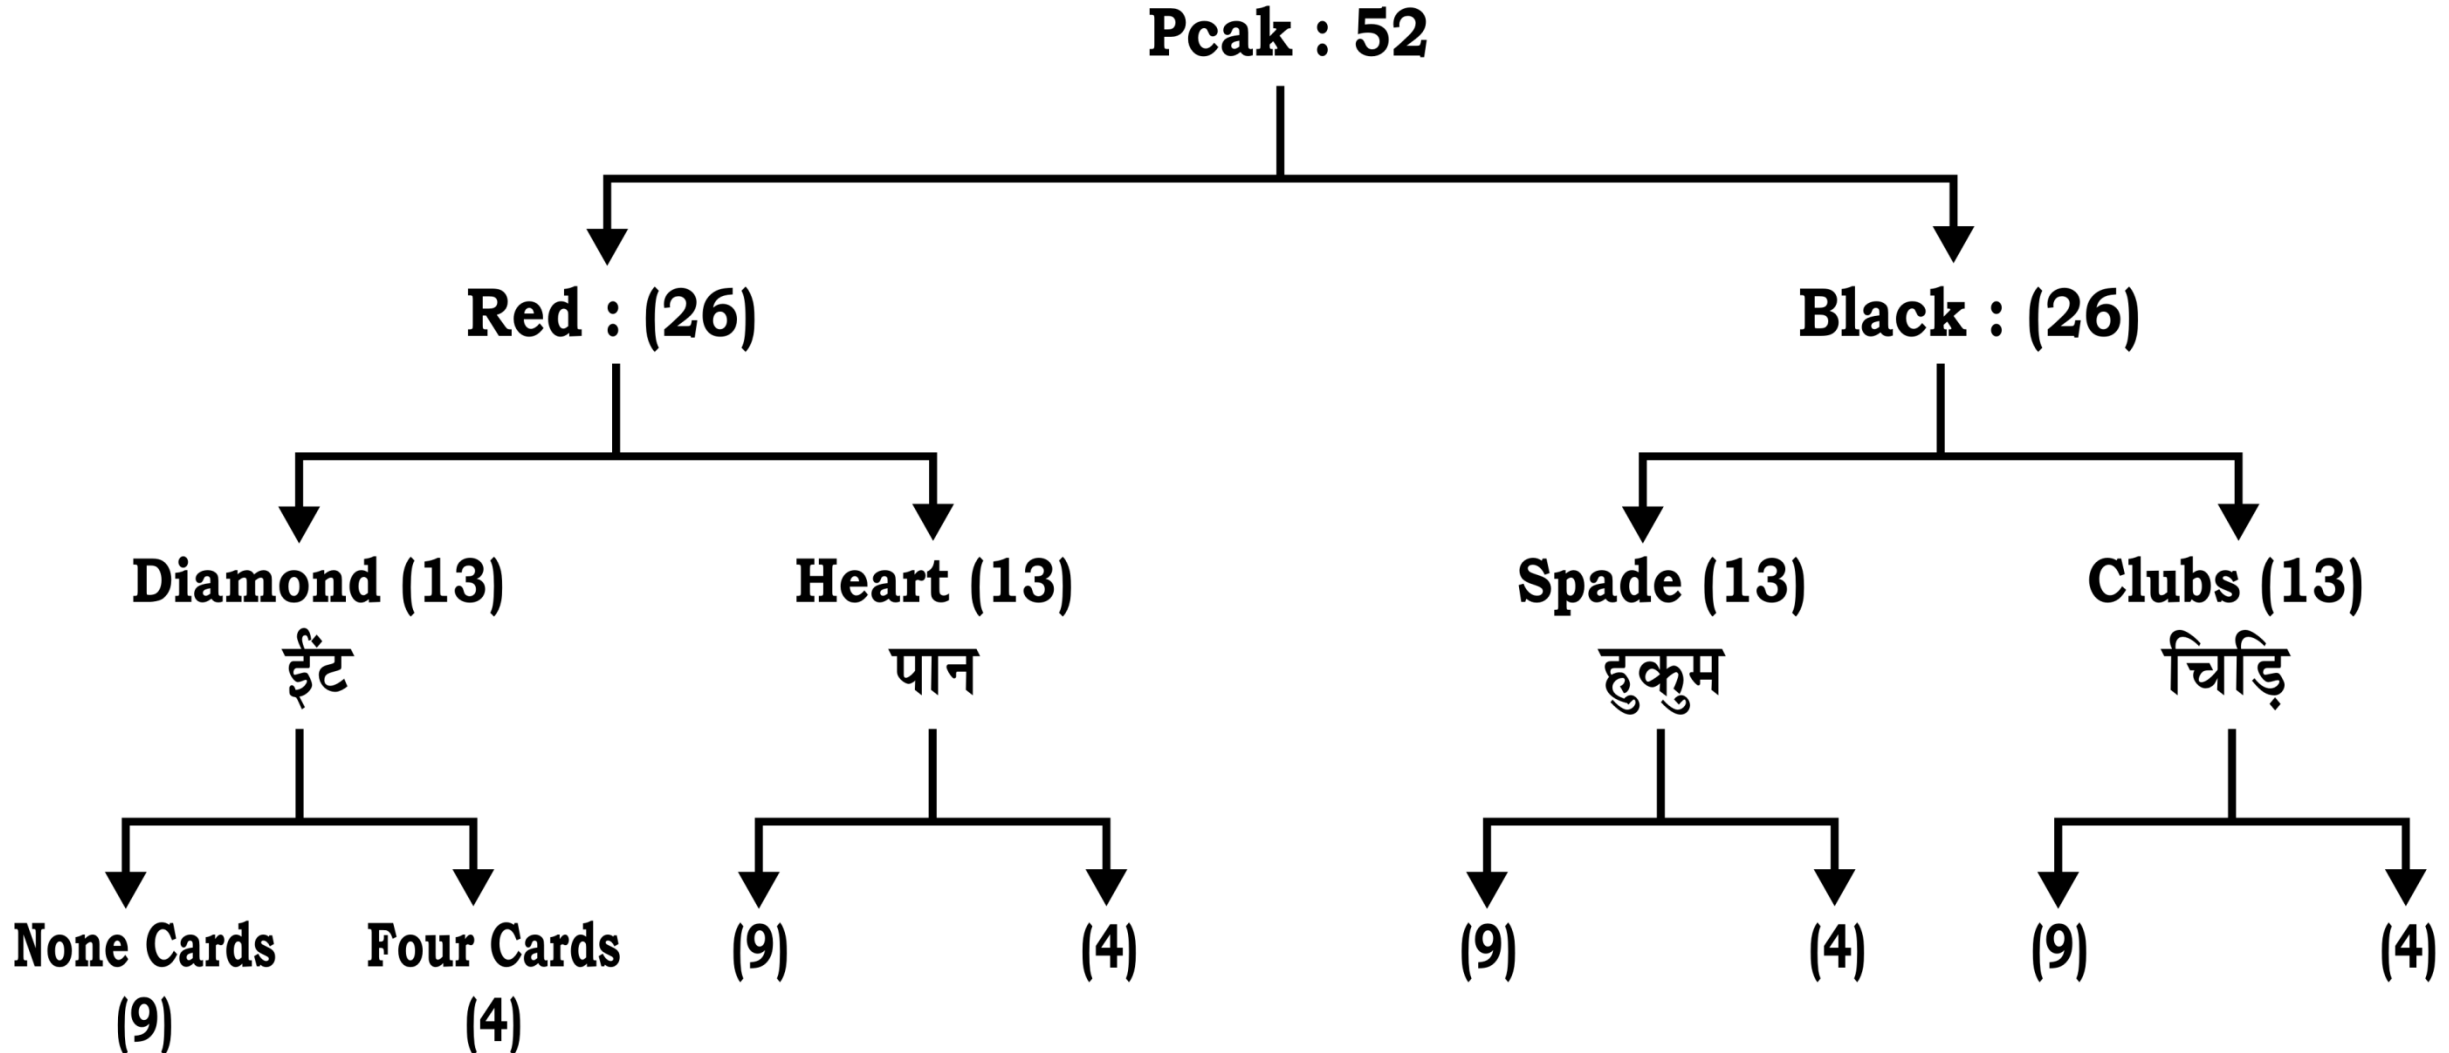 Pcak : 52
Red : (26)
Black : (26)
Diamond (13)
ईंट
Heart (13)
पान
Spade (13)
हुकुम
Clubs (13)
चिड़ि
None Cards
(9)
Four Cards
(4)
(9)
(4)
(9)
(4)
(9)
(4)